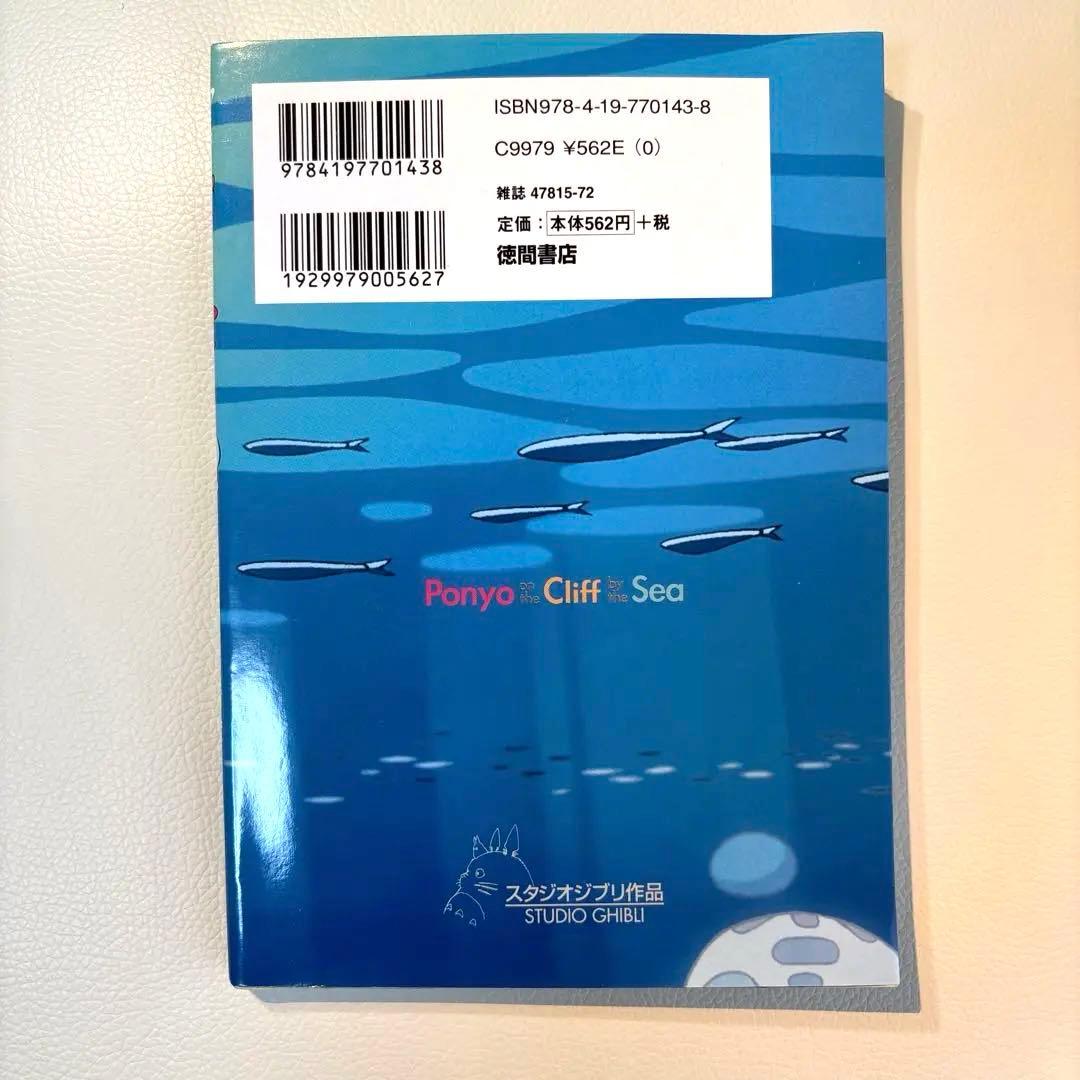 ISBN978-4-19-770143-8
9784197701438
C9979 ¥562E (0)
雑誌 47815-72
定価：本体562円＋税
1929979005627
徳間書店
Ponyo on the Cliff by the Sea
スタジオジブリ作品
STUDIO GHIBLI